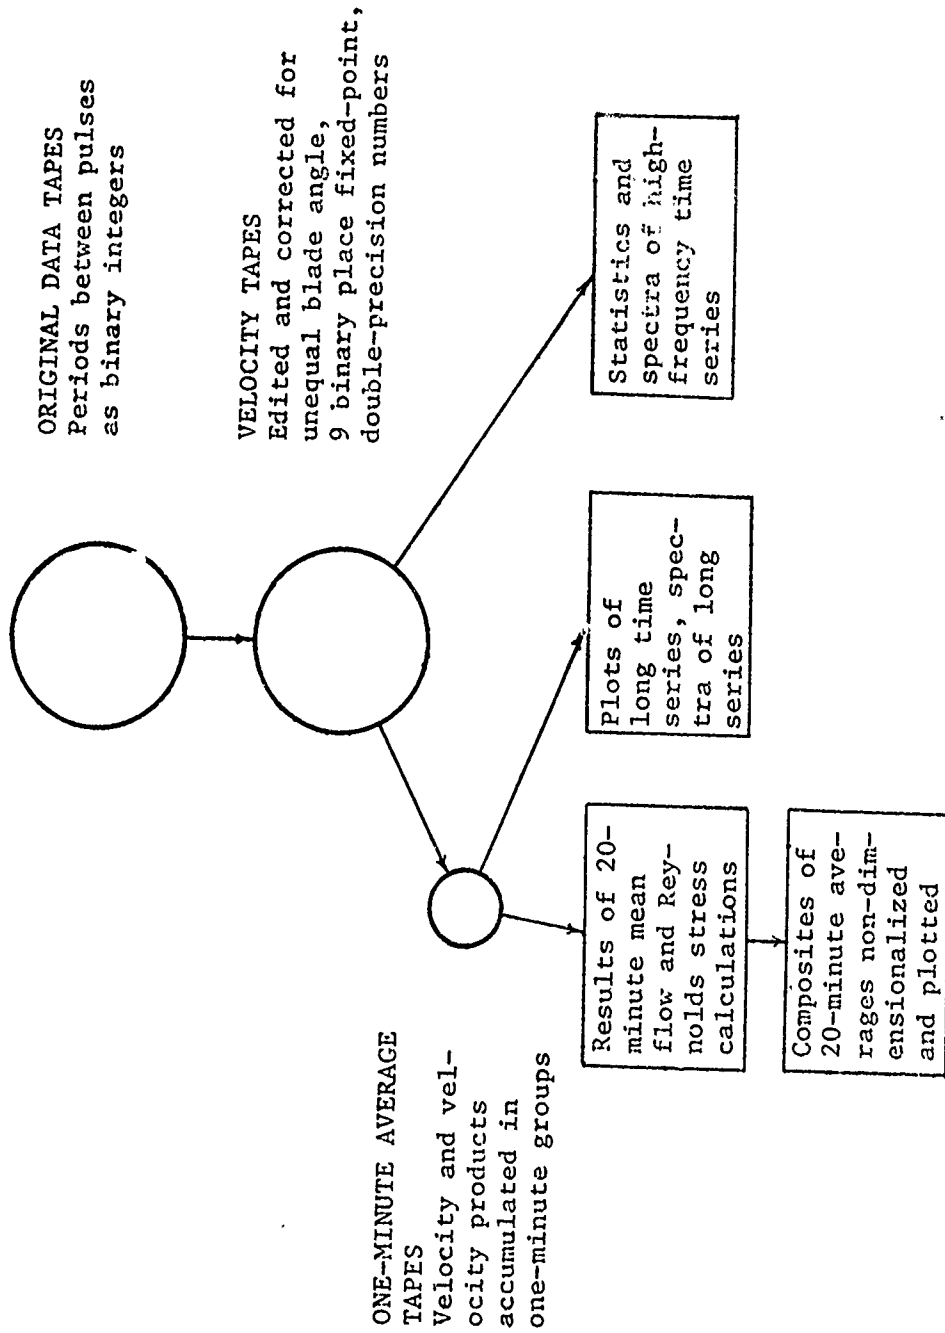 ORIGINAL DATA TAPES
Periods between pulses
as binary integers
VELOCITY TAPES
Edited and corrected for
unequal blade angle,
9 binary place fixed-point,
double-precision numbers
ONE-MINUTE AVERAGE
TAPES
Velocity and vel-
ocity products
accumulated in
one-minute groups
Results of 20-
minute mean
flow and Rey-
nolds stress
calculations
Plots of
long time
series, spec-
tra of long
series
Statistics and
spectra of high-
frequency time
series
Composites of
20-minute ave-
rages non-dim-
ensionalized
and plotted